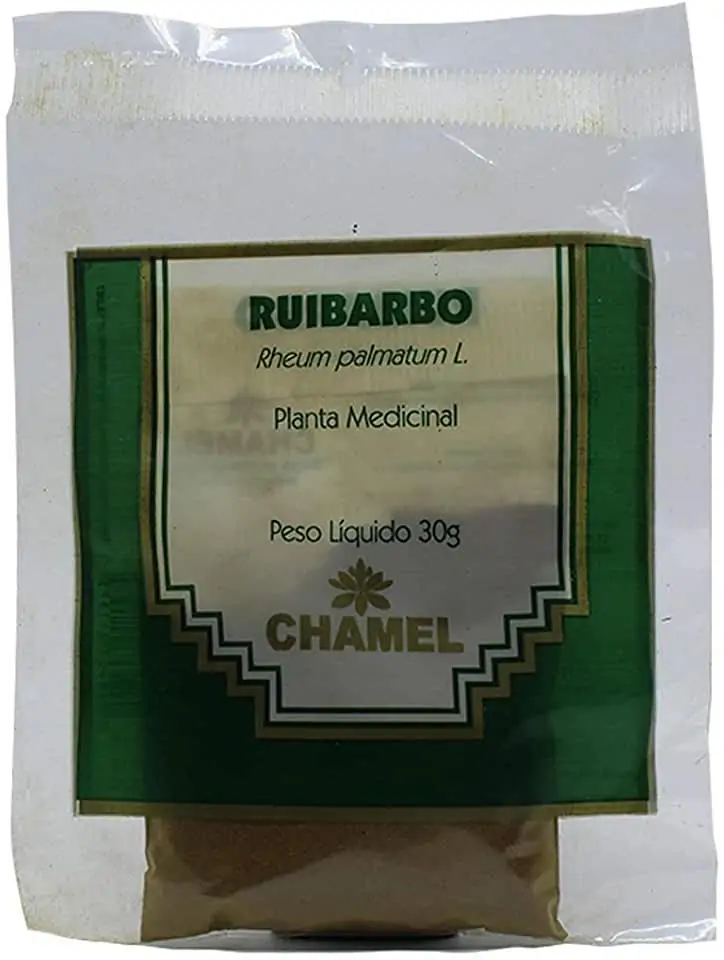 RUIBARBO
Rheum palmatum L.
Planta Medicinal
Peso Líquido 30g
CHAMEL